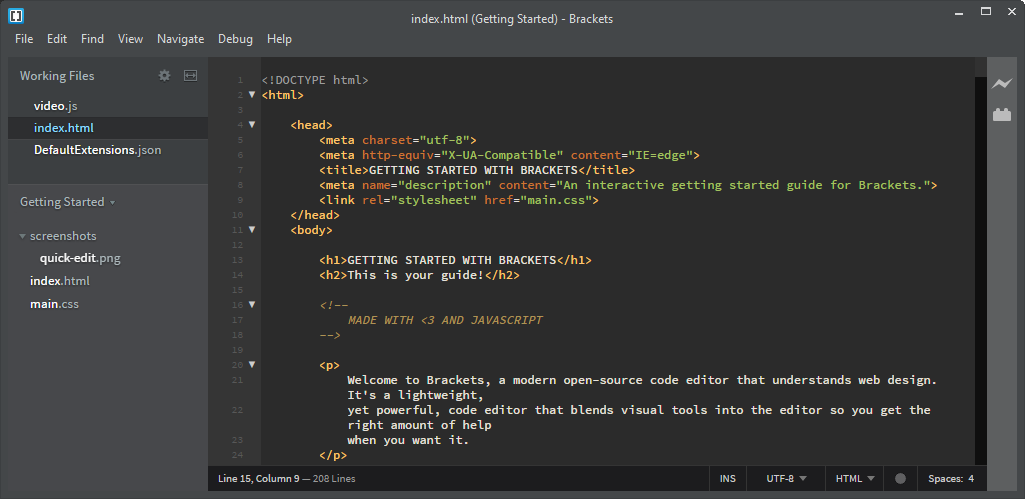 index.html (Getting Started) - Brackets
File Edit Find View Navigate Debug Help
Working Files
video.js
index.html
DefaultExtensions.json
Getting Started
screenshots
quick-edit.png
index.html
main.css
1 <!DOCTYPE html>
2 <html>
3
4 <head>
5 <meta charset="utf-8">
6 <meta http-equiv="X-UA-Compatible" content="IE=edge">
7 <title>GETTING STARTED WITH BRACKETS</title>
8 <meta name="description" content="An interactive getting started guide for Brackets.">
9 <link rel="stylesheet" href="main.css">
10 </head>
11 <body>
12
13 <h1>GETTING STARTED WITH BRACKETS</h1>
14 <h2>This is your guide!</h2>
15
16 <!--
17 MADE WITH <3 AND JAVASCRIPT
18 -->
19
20 <p>
21 Welcome to Brackets, a modern open-source code editor that understands web design.
It's a lightweight,
22 yet powerful, code editor that blends visual tools into the editor so you get the
right amount of help
23 when you want it.
24 </p>
Line 15, Column 9 — 208 Lines INS UTF-8 HTML Spaces: 4